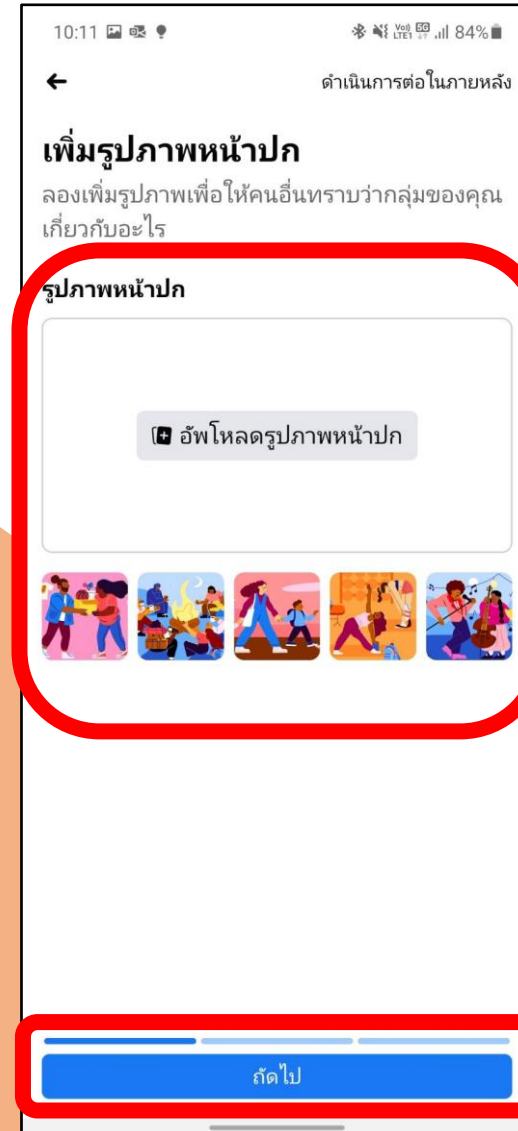 10:11 84%
ดำเนินการต่อในภายหลัง
เพิ่มรูปภาพหน้าปก
ลองเพิ่มรูปภาพเพื่อให้คนอื่นทราบว่ากลุ่มของคุณ
เกี่ยวกับอะไร
รูปภาพหน้าปก
อัพโหลดรูปภาพหน้าปก
ถัดไป